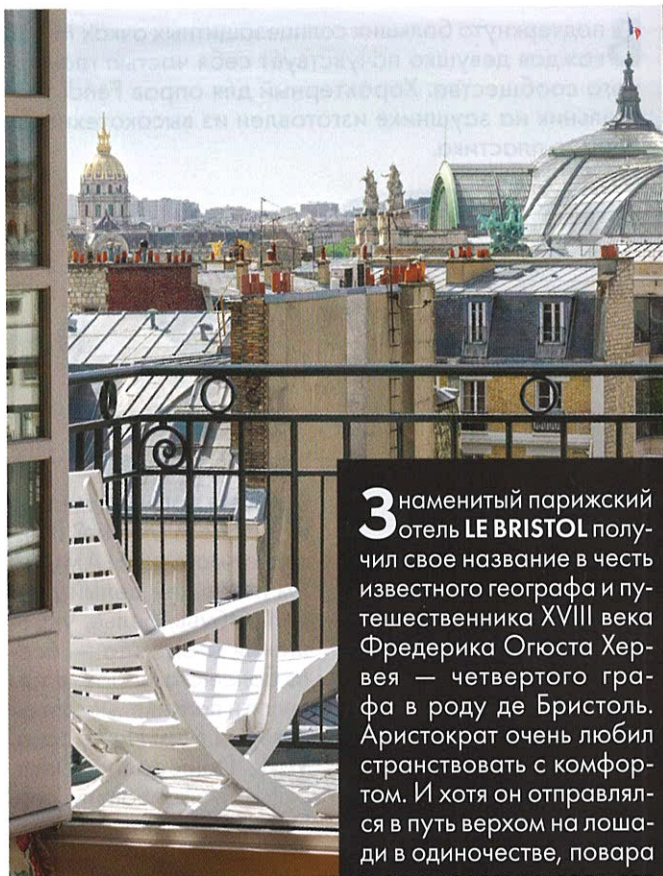 Знаменитый парижский
отель LE BRISTOL полу-
чил свое название в честь
известного географа и пу-
тешественника XVIII века
Фредерика Огюста Хер-
вея — четвертого гра-
фа в роду де Бристоль.
Аристократ очень любил
странствовать с комфор-
том. И хотя он отправлял-
ся в путь верхом на лоша-
ди в одиночестве, повара